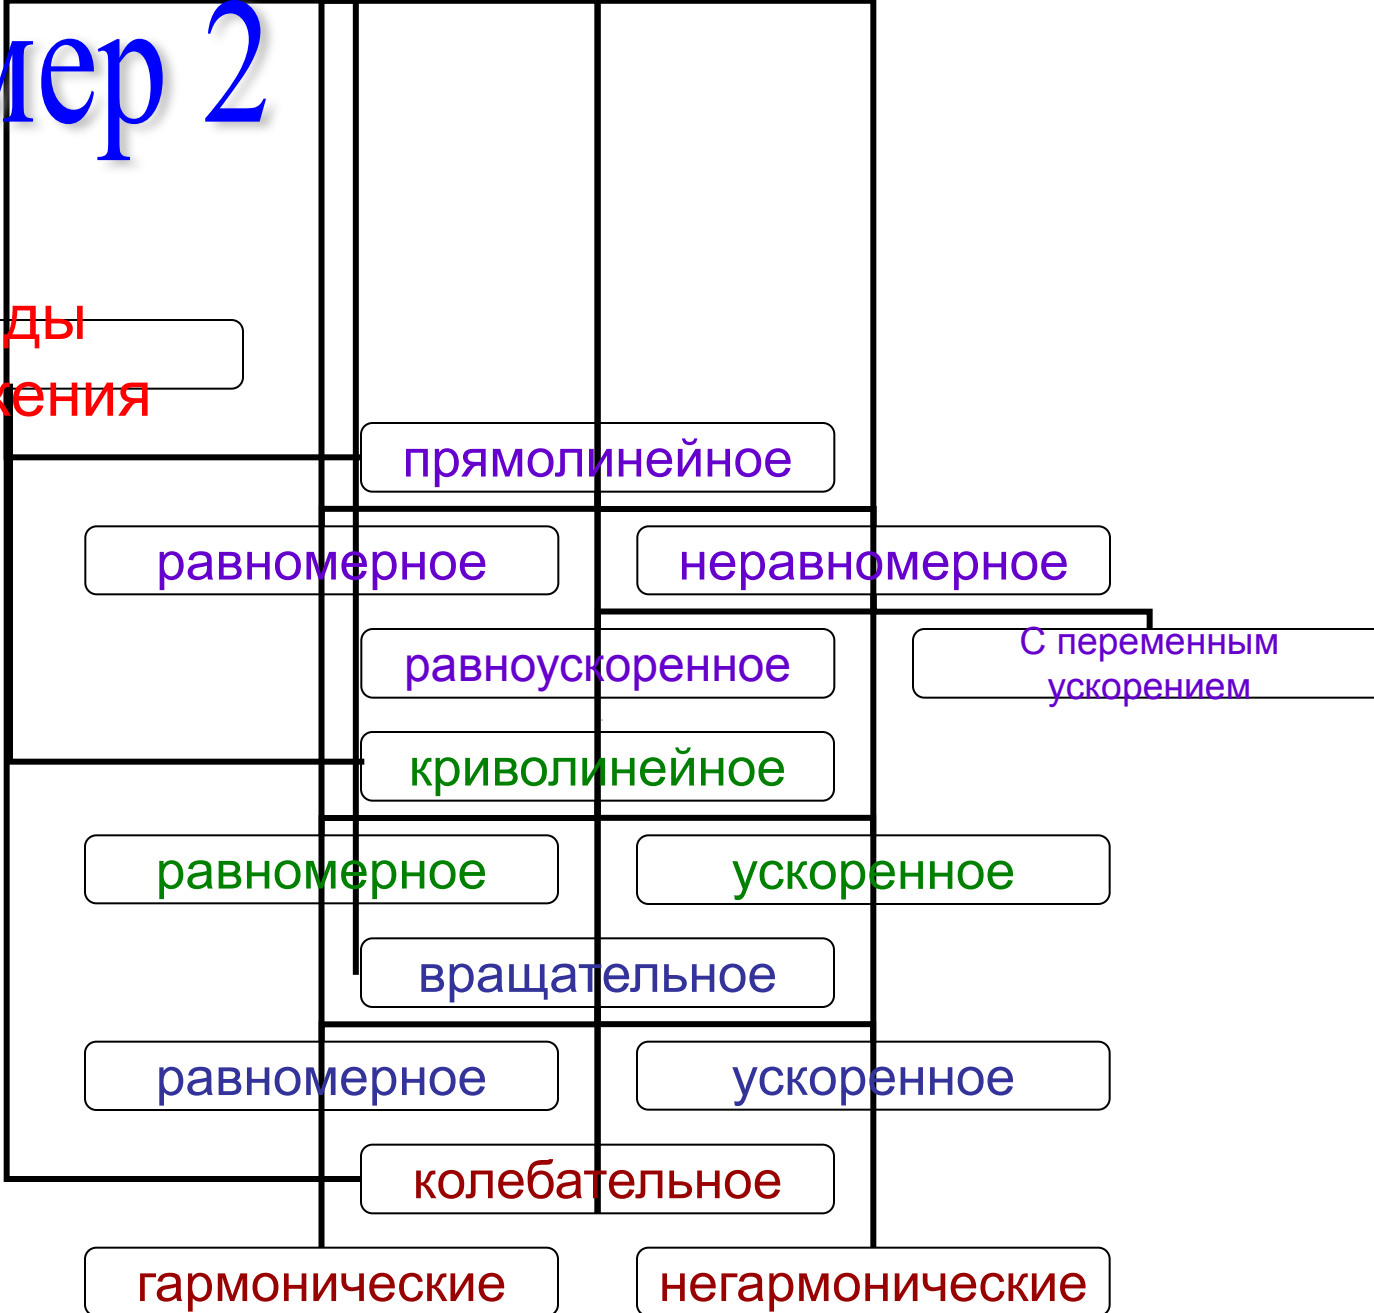 мер 2
ды
жения
прямолинейное
равномерное
неравномерное
равноускоренное
С переменным
ускорением
криволинейное
равномерное
ускоренное
вращательное
равномерное
ускоренное
колебательное
гармонические
негармонические